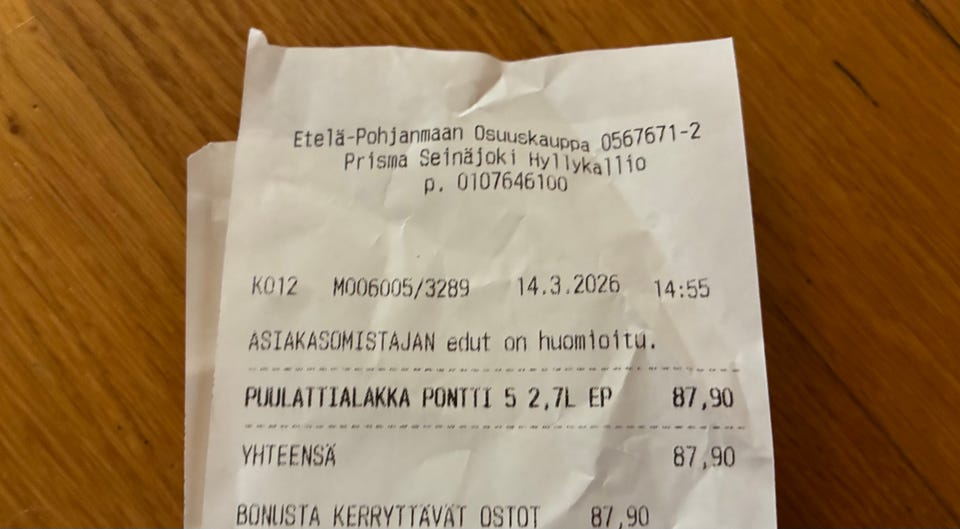 Etelä-Pohjanmaan Osuuskauppa 0567671-2
Prisma Seinäjoki Hyllykallio
p. 0107646100
K012 M006005/3289 14.3.2026 14:55
ASIAKASOMISTAJAN edut on huomioitu.
PUULATTIALAKKA PONTTI 5 2,7L EP 87,90
YHTEENSÄ 87,90
BONUSTA KERRYTTÄVÄT OSTOT 87,90